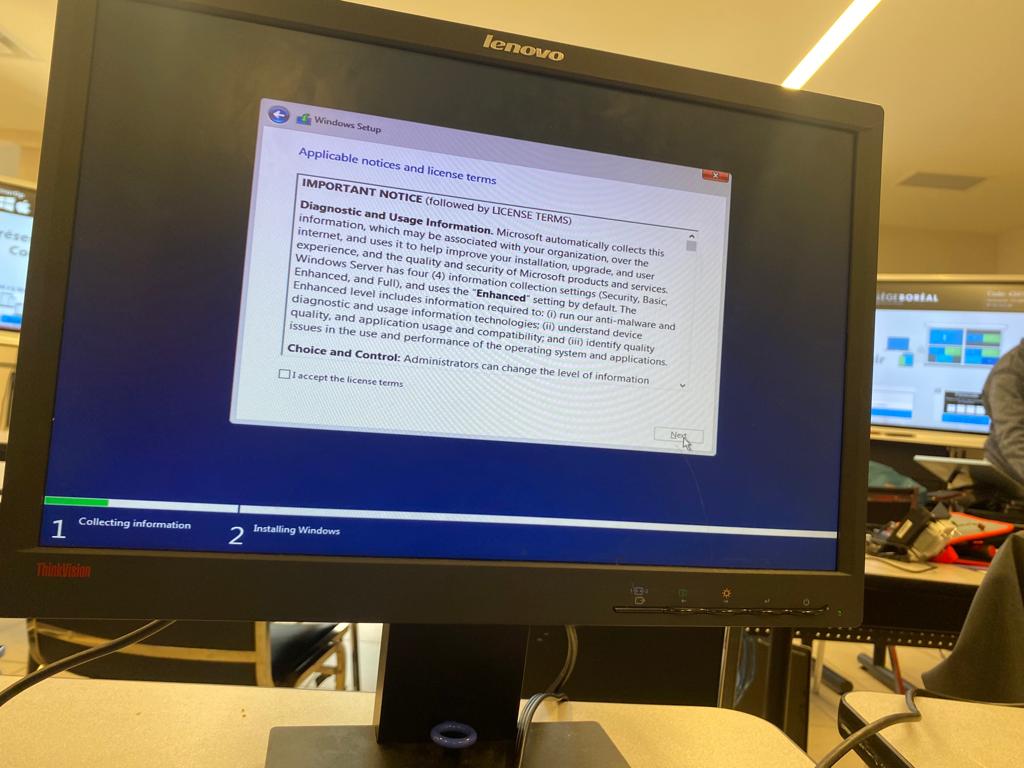 lenovo
Windows Setup
Applicable notices and license terms
IMPORTANT NOTICE (followed by LICENSE TERMS)
Diagnostic and Usage Information. Microsoft automatically collects this
information, which may be associated with your organization, over the
internet, and uses it to help improve your installation, upgrade, and user
experience, and the quality and security of Microsoft products and services.
Windows Server has four (4) information collection settings (Security, Basic,
Enhanced, and Full), and uses the "Enhanced" setting by default. The
Enhanced level includes information required to: (i) run our anti-malware and
diagnostic and usage information technologies; (ii) understand device
quality, and application usage and compatibility; and (iii) identify quality
issues in the use and performance of the operating system and applications.
Choice and Control: Administrators can change the level of information
I accept the license terms
Next
1 Collecting information
2 Installing Windows
ThinkVision
BORÉAL